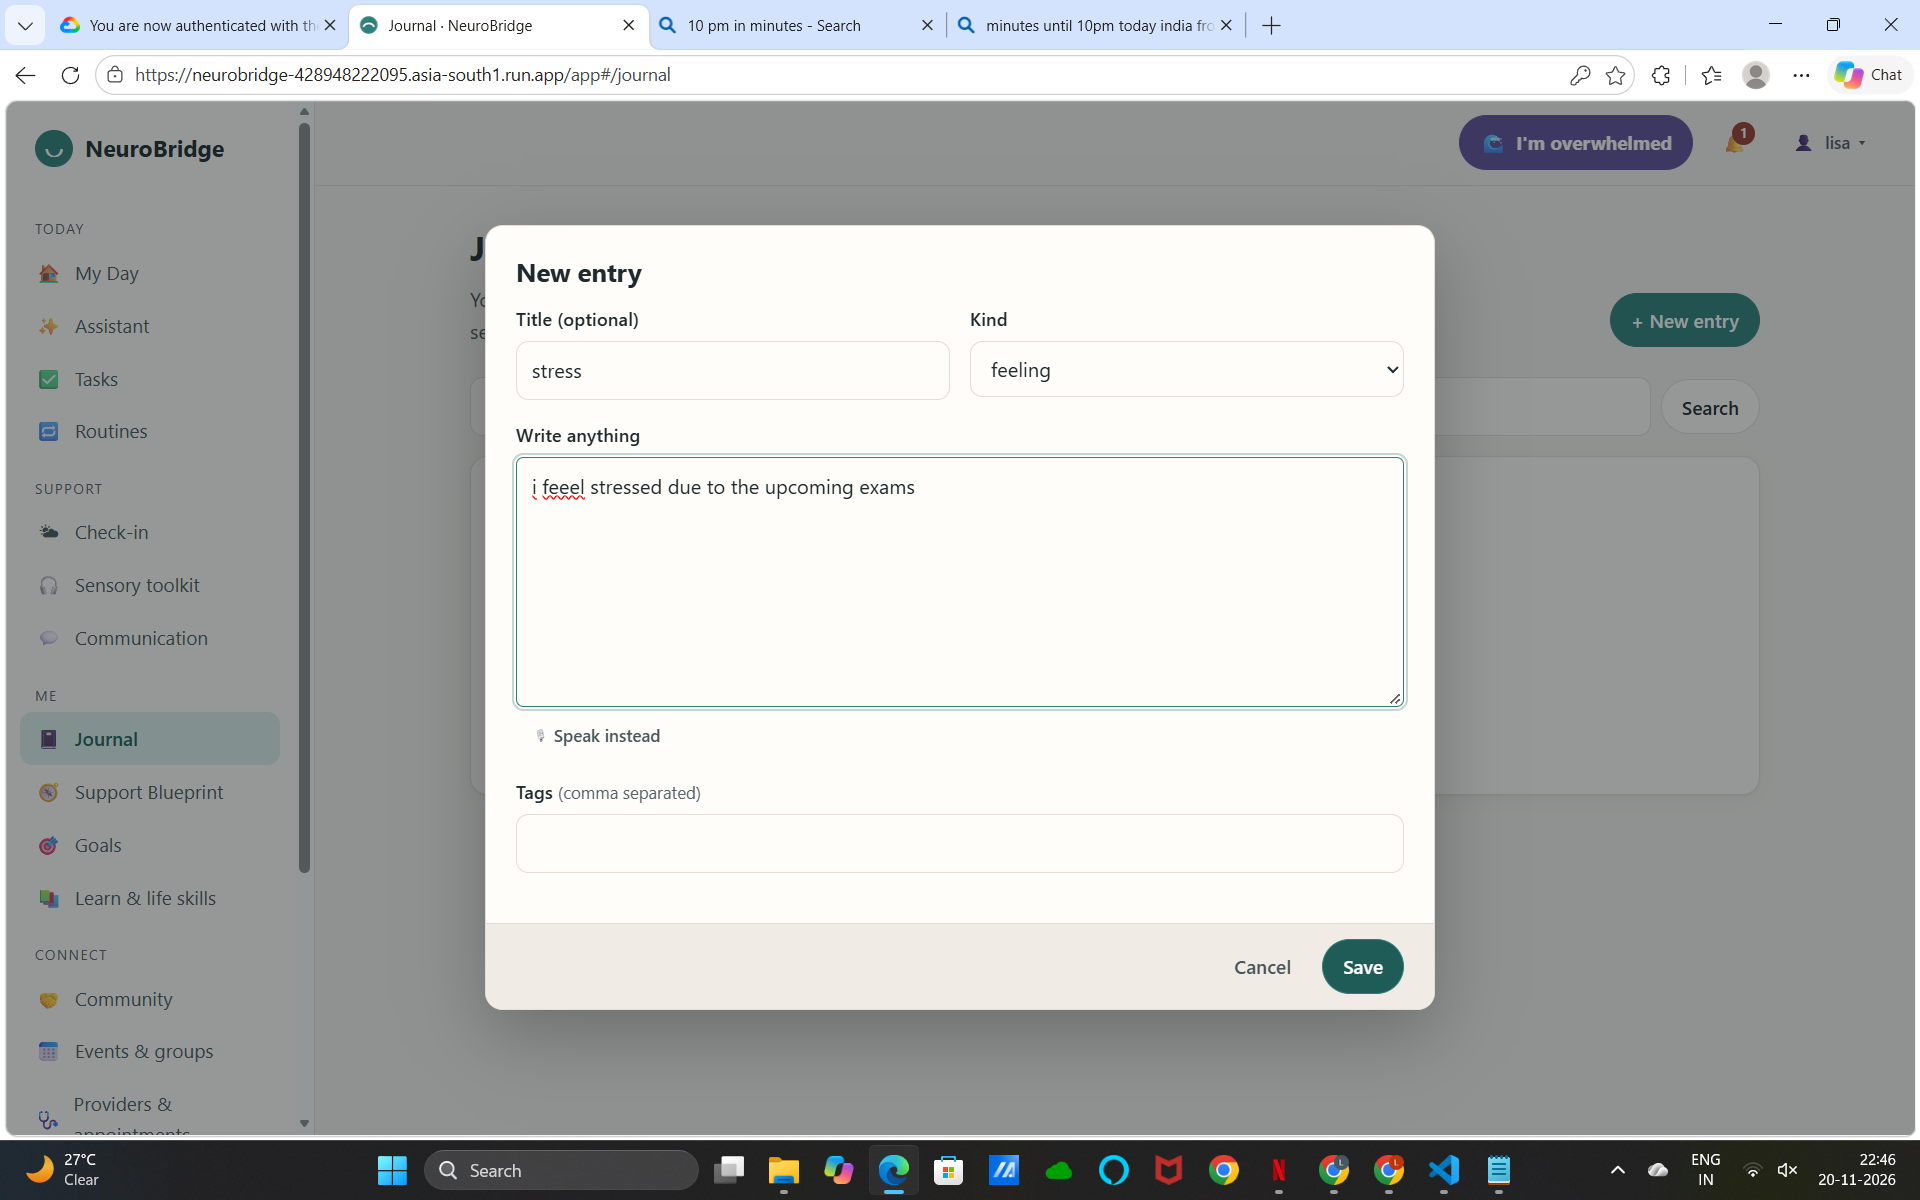 You are now authenticated with the
Journal · NeuroBridge
10 pm in minutes - Search
minutes until 10pm today india fro
https://neurobridge-428948222095.asia-south1.run.app/app#/journal
Chat
NeuroBridge
I'm overwhelmed
1
lisa
TODAY
My Day
Assistant
Tasks
Routines
SUPPORT
Check-in
Sensory toolkit
Communication
ME
Journal
Support Blueprint
Goals
Learn & life skills
CONNECT
Community
Events & groups
Providers &
appointments
J
Yo
se
+ New entry
Search
New entry
Title (optional)
Kind
stress
feeling
Write anything
i feeel stressed due to the upcoming exams
Speak instead
Tags (comma separated)
Cancel
Save
27°C
Clear
Search
ENG
IN
22:46
20-11-2026